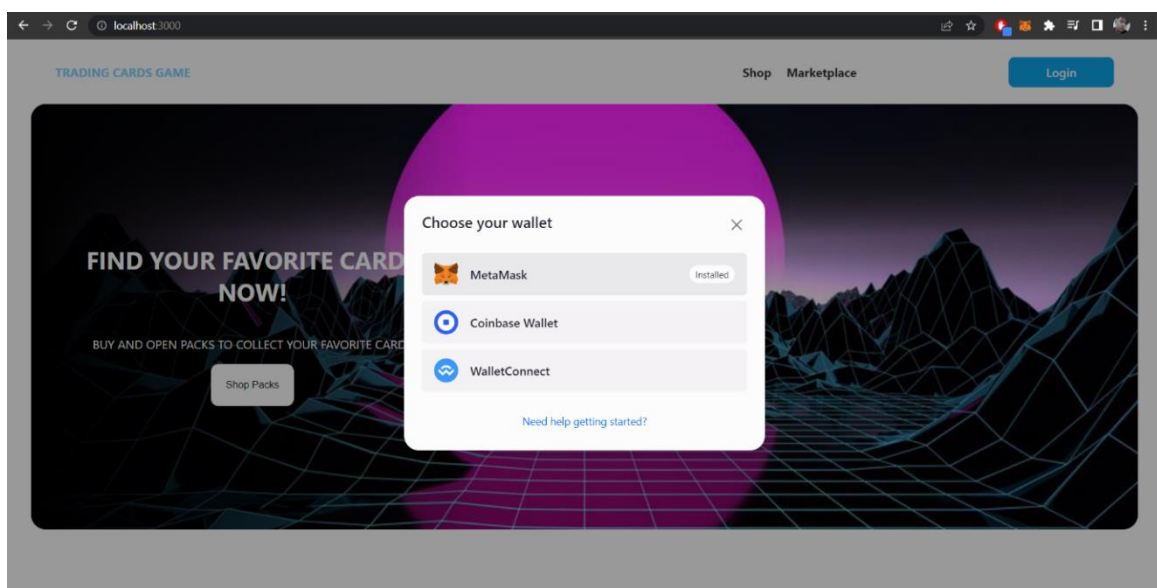 localhost:3000
TRADING CARDS GAME
Shop Marketplace
Login
FIND YOUR FAVORITE CARD
NOW!
BUY AND OPEN PACKS TO COLLECT YOUR FAVORITE CARD
Shop Packs
Choose your wallet
MetaMask Installed
Coinbase Wallet
WalletConnect
Need help getting started?